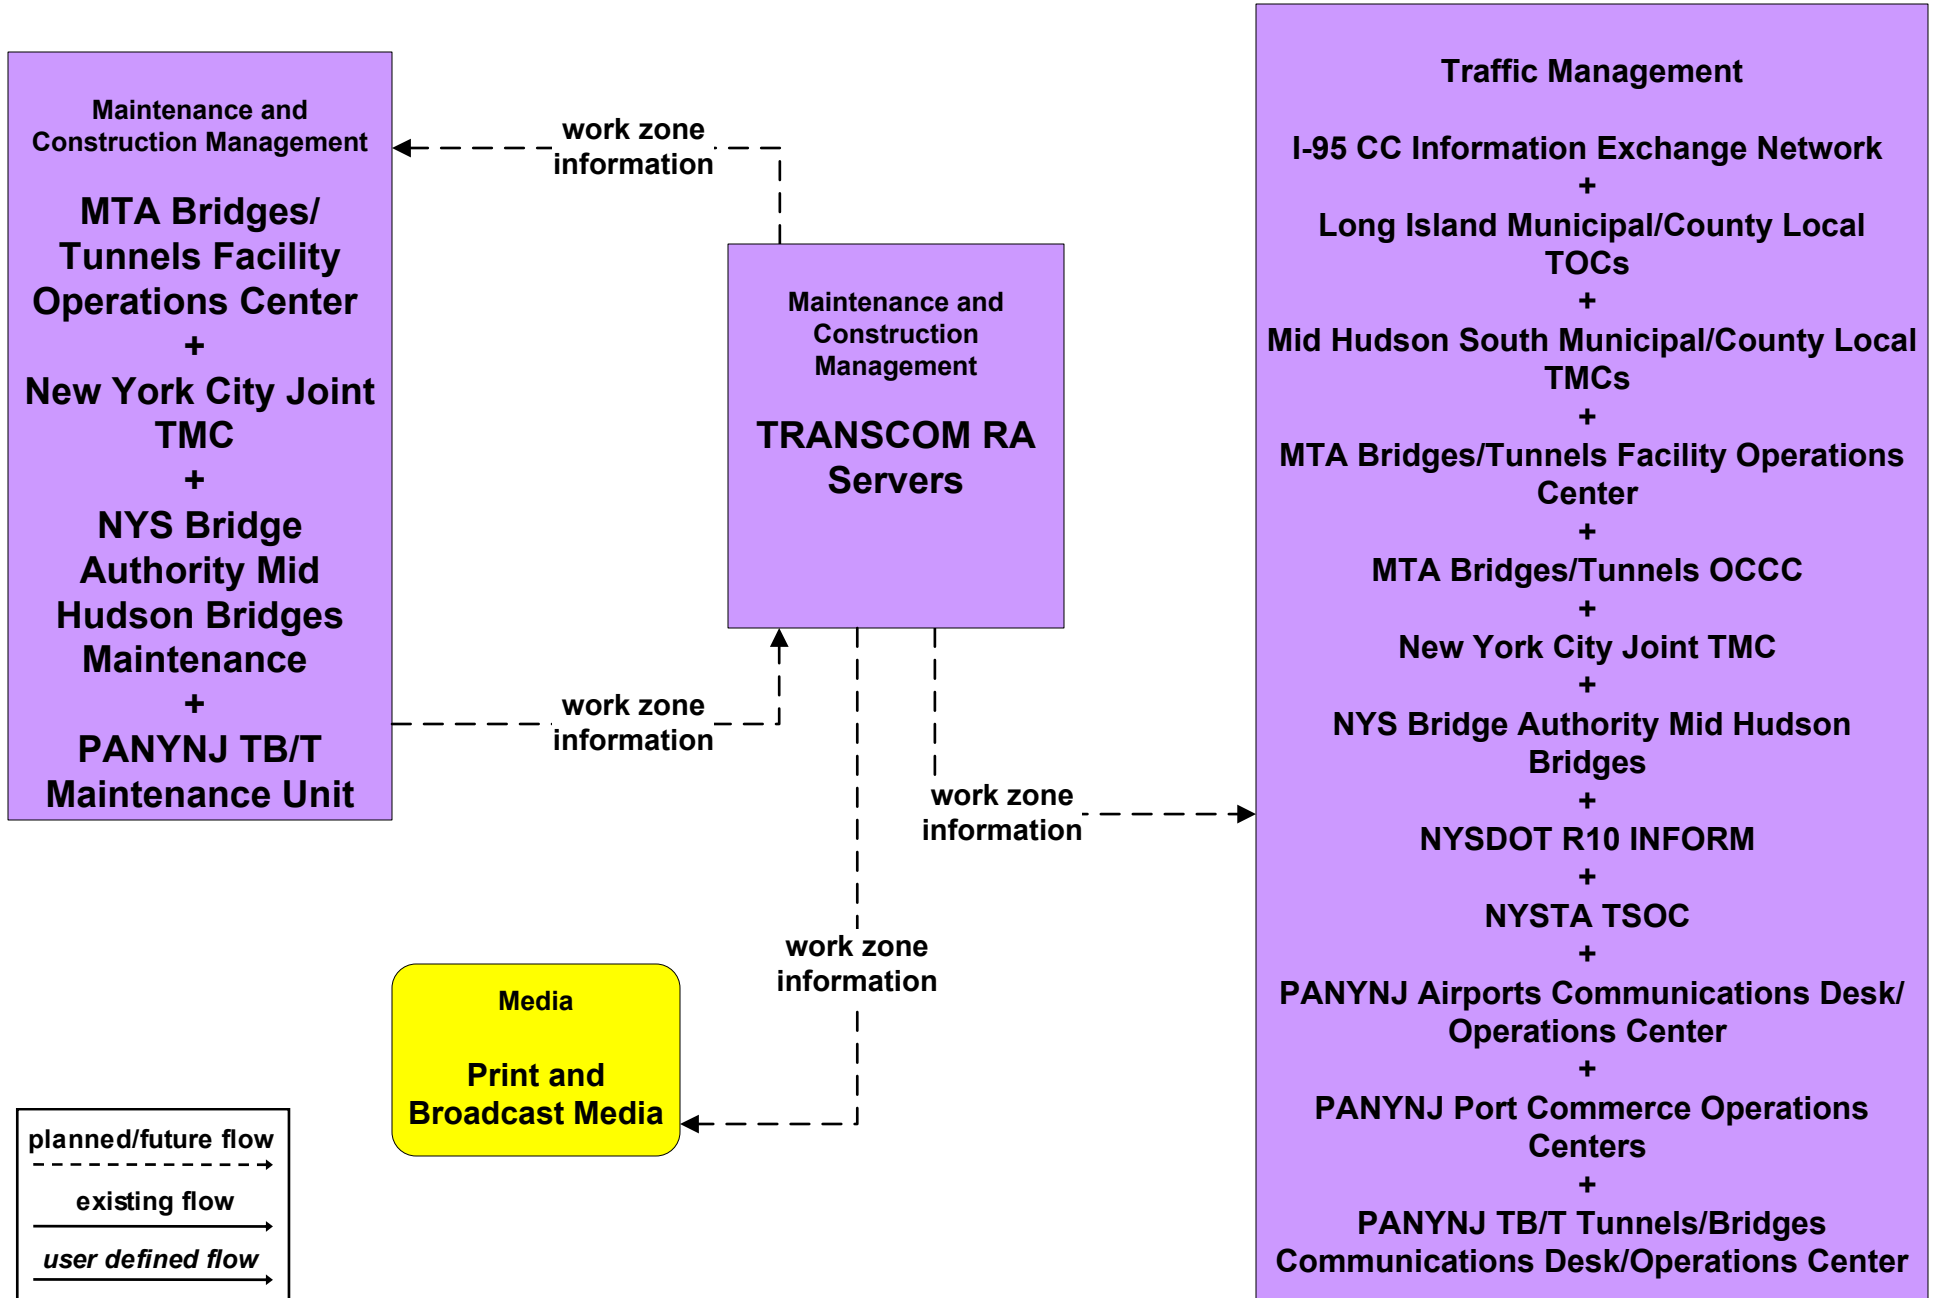 Maintenance and
Construction Management
MTA Bridges/
Tunnels Facility
Operations Center
+
New York City Joint
TMC
+
NYS Bridge
Authority Mid
Hudson Bridges
Maintenance
+
PANYNJ TB/T
Maintenance Unit
work zone
information
Maintenance and
Construction
Management
TRANSCOM RA
Servers
work zone
information
work zone
information
work zone
information
Media
Print and
Broadcast Media
Traffic Management
I-95 CC Information Exchange Network
+
Long Island Municipal/County Local
TOCs
+
Mid Hudson South Municipal/County Local
TMCs
+
MTA Bridges/Tunnels Facility Operations
Center
+
MTA Bridges/Tunnels OCCC
+
New York City Joint TMC
+
NYS Bridge Authority Mid Hudson
Bridges
+
NYSDOT R10 INFORM
+
NYSTA TSOC
+
PANYNJ Airports Communications Desk/
Operations Center
+
PANYNJ Port Commerce Operations
Centers
+
PANYNJ TB/T Tunnels/Bridges
Communications Desk/Operations Center
planned/future flow
existing flow
user defined flow